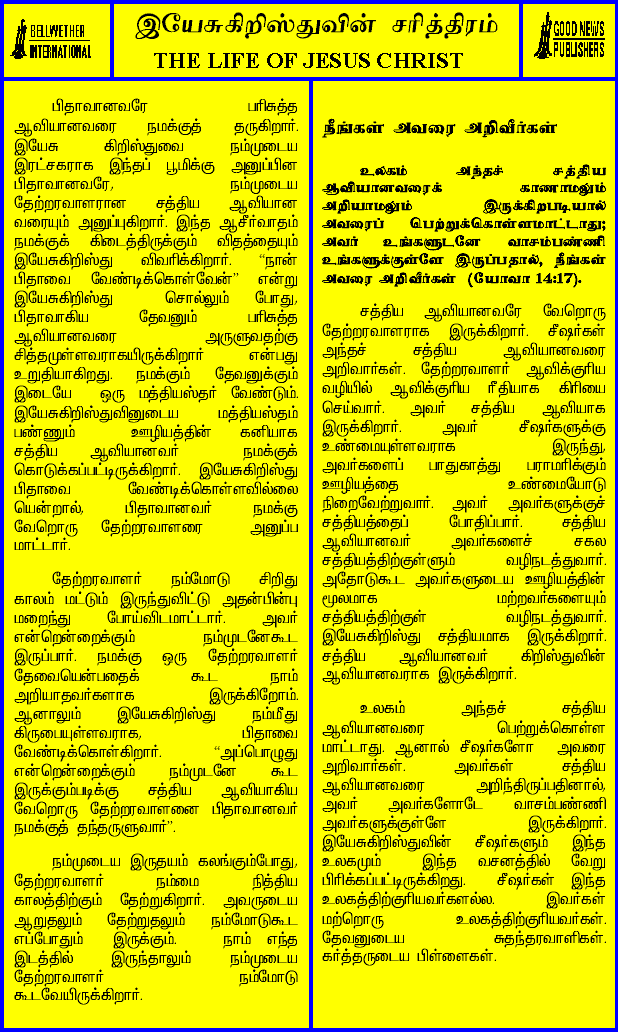 BELLWETHER
INTERNATIONAL
இயேசுகிறிஸ்துவின் சரித்திரம்
THE LIFE OF JESUS CHRIST
GOOD NEWS
PUBLISHERS
பிதாவானவரே பரிசுத்த
ஆவியானவரை நமக்குத் தருகிறார்.
இயேசு கிறிஸ்துவை நம்முடைய
இரட்சகராக இந்தப் பூமிக்கு அனுப்பின
பிதாவானவரே, நம்முடைய
தேற்றரவாளரான சத்திய ஆவியான
வரையும் அனுப்புகிறார். இந்த ஆசீர்வாதம்
நமக்குக் கிடைத்திருக்கும் விதத்தையும்
இயேசுகிறிஸ்து விவரிக்கிறார். “நான்
பிதாவை வேண்டிக்கொள்வேன்” என்று
இயேசுகிறிஸ்து சொல்லும் போது,
பிதாவாகிய தேவனும் பரிசுத்த
ஆவியானவரை அருளுவதற்கு
சித்தமுள்ளவராகயிருக்கிறார் என்பது
உறுதியாகிறது. நமக்கும் தேவனுக்கும்
இடையே ஒரு மத்தியஸ்தர் வேண்டும்.
இயேசுகிறிஸ்துவினுடைய மத்தியஸ்தம்
பண்ணும் ஊழியத்தின் கனியாக
சத்திய ஆவியானவர் நமக்குக்
கொடுக்கப்பட்டிருக்கிறார். இயேசுகிறிஸ்து
பிதாவை வேண்டிக்கொள்ளவில்லை
யென்றால், பிதாவானவர் நமக்கு
வேறொரு தேற்றரவாளரை அனுப்ப
மாட்டார்.
தேற்றரவாளர் நம்மோடு சிறிது
காலம் மட்டும் இருந்துவிட்டு அதன்பின்பு
மறைந்து போய்விடமாட்டார். அவர்
என்றென்றைக்கும் நம்முடனேகூட
இருப்பார். நமக்கு ஒரு தேற்றரவாளர்
தேவையென்பதைக் கூட நாம்
அறியாதவர்களாக இருக்கிறோம்.
ஆனாலும் இயேசுகிறிஸ்து நம்மீது
கிருபையுள்ளவராக, பிதாவை
வேண்டிக்கொள்கிறார். “அப்பொழுது
என்றென்றைக்கும் நம்முடனே கூட
இருக்கும்படிக்கு சத்திய ஆவியாகிய
வேறொரு தேற்றரவாளனை பிதாவானவர்
நமக்குத் தந்தருளுவார்”.
நம்முடைய இருதயம் கலங்கும்போது,
தேற்றரவாளர் நம்மை நித்திய
காலத்திற்கும் தேற்றுகிறார். அவருடைய
ஆறுதலும் தேற்றுதலும் நம்மோடுகூட
எப்போதும் இருக்கும். நாம் எந்த
இடத்தில் இருந்தாலும் நம்முடைய
தேற்றரவாளர் நம்மோடு
கூடவேயிருக்கிறார்.
நீங்கள் அவரை அறிவீர்கள்
உலகம் அந்தச் சத்திய
ஆவியானவரைக் காணாமலும்
அறியாமலும் இருக்கிறபடியால்
அவரைப் பெற்றுக்கொள்ளமாட்டாது;
அவர் உங்களுடனே வாசம்பண்ணி
உங்களுக்குள்ளே இருப்பதால், நீங்கள்
அவரை அறிவீர்கள் (யோவா 14:17).
சத்திய ஆவியானவரே வேறொரு
தேற்றரவாளராக இருக்கிறார். சீஷர்கள்
அந்தச் சத்திய ஆவியானவரை
அறிவார்கள். தேற்றரவாளர் ஆவிக்குரிய
வழியில் ஆவிக்குரிய ரீதியாக கிரியை
செய்வார். அவர் சத்திய ஆவியாக
இருக்கிறார். அவர் சீஷர்களுக்கு
உண்மையுள்ளவராக இருந்து,
அவர்களைப் பாதுகாத்து பராமரிக்கும்
ஊழியத்தை உண்மையோடு
நிறைவேற்றுவார். அவர் அவர்களுக்குச்
சத்தியத்தைப் போதிப்பார். சத்திய
ஆவியானவர் அவர்களைச் சகல
சத்தியத்திற்குள்ளும் வழிநடத்துவார்.
அதோடுகூட அவர்களுடைய ஊழியத்தின்
மூலமாக மற்றவர்களையும்
சத்தியத்திற்குள் வழிநடத்துவார்.
இயேசுகிறிஸ்து சத்தியமாக இருக்கிறார்.
சத்திய ஆவியானவர் கிறிஸ்துவின்
ஆவியானவராக இருக்கிறார்.
உலகம் அந்தச் சத்திய
ஆவியானவரை பெற்றுக்கொள்ள
மாட்டாது. ஆனால் சீஷர்களோ அவரை
அறிவார்கள். அவர்கள் சத்திய
ஆவியானவரை அறிந்திருப்பதினால்,
அவர் அவர்களோடே வாசம்பண்ணி
அவர்களுக்குள்ளே இருக்கிறார்.
இயேசுகிறிஸ்துவின் சீஷர்களும் இந்த
உலகமும் இந்த வசனத்தில் வேறு
பிரிக்கப்பட்டிருக்கிறது. சீஷர்கள் இந்த
உலகத்திற்குரியவர்களல்ல. இவர்கள்
மற்றொரு உலகத்திற்குரியவர்கள்.
தேவனுடைய சுதந்தரவாளிகள்.
கர்த்தருடைய பிள்ளைகள்.